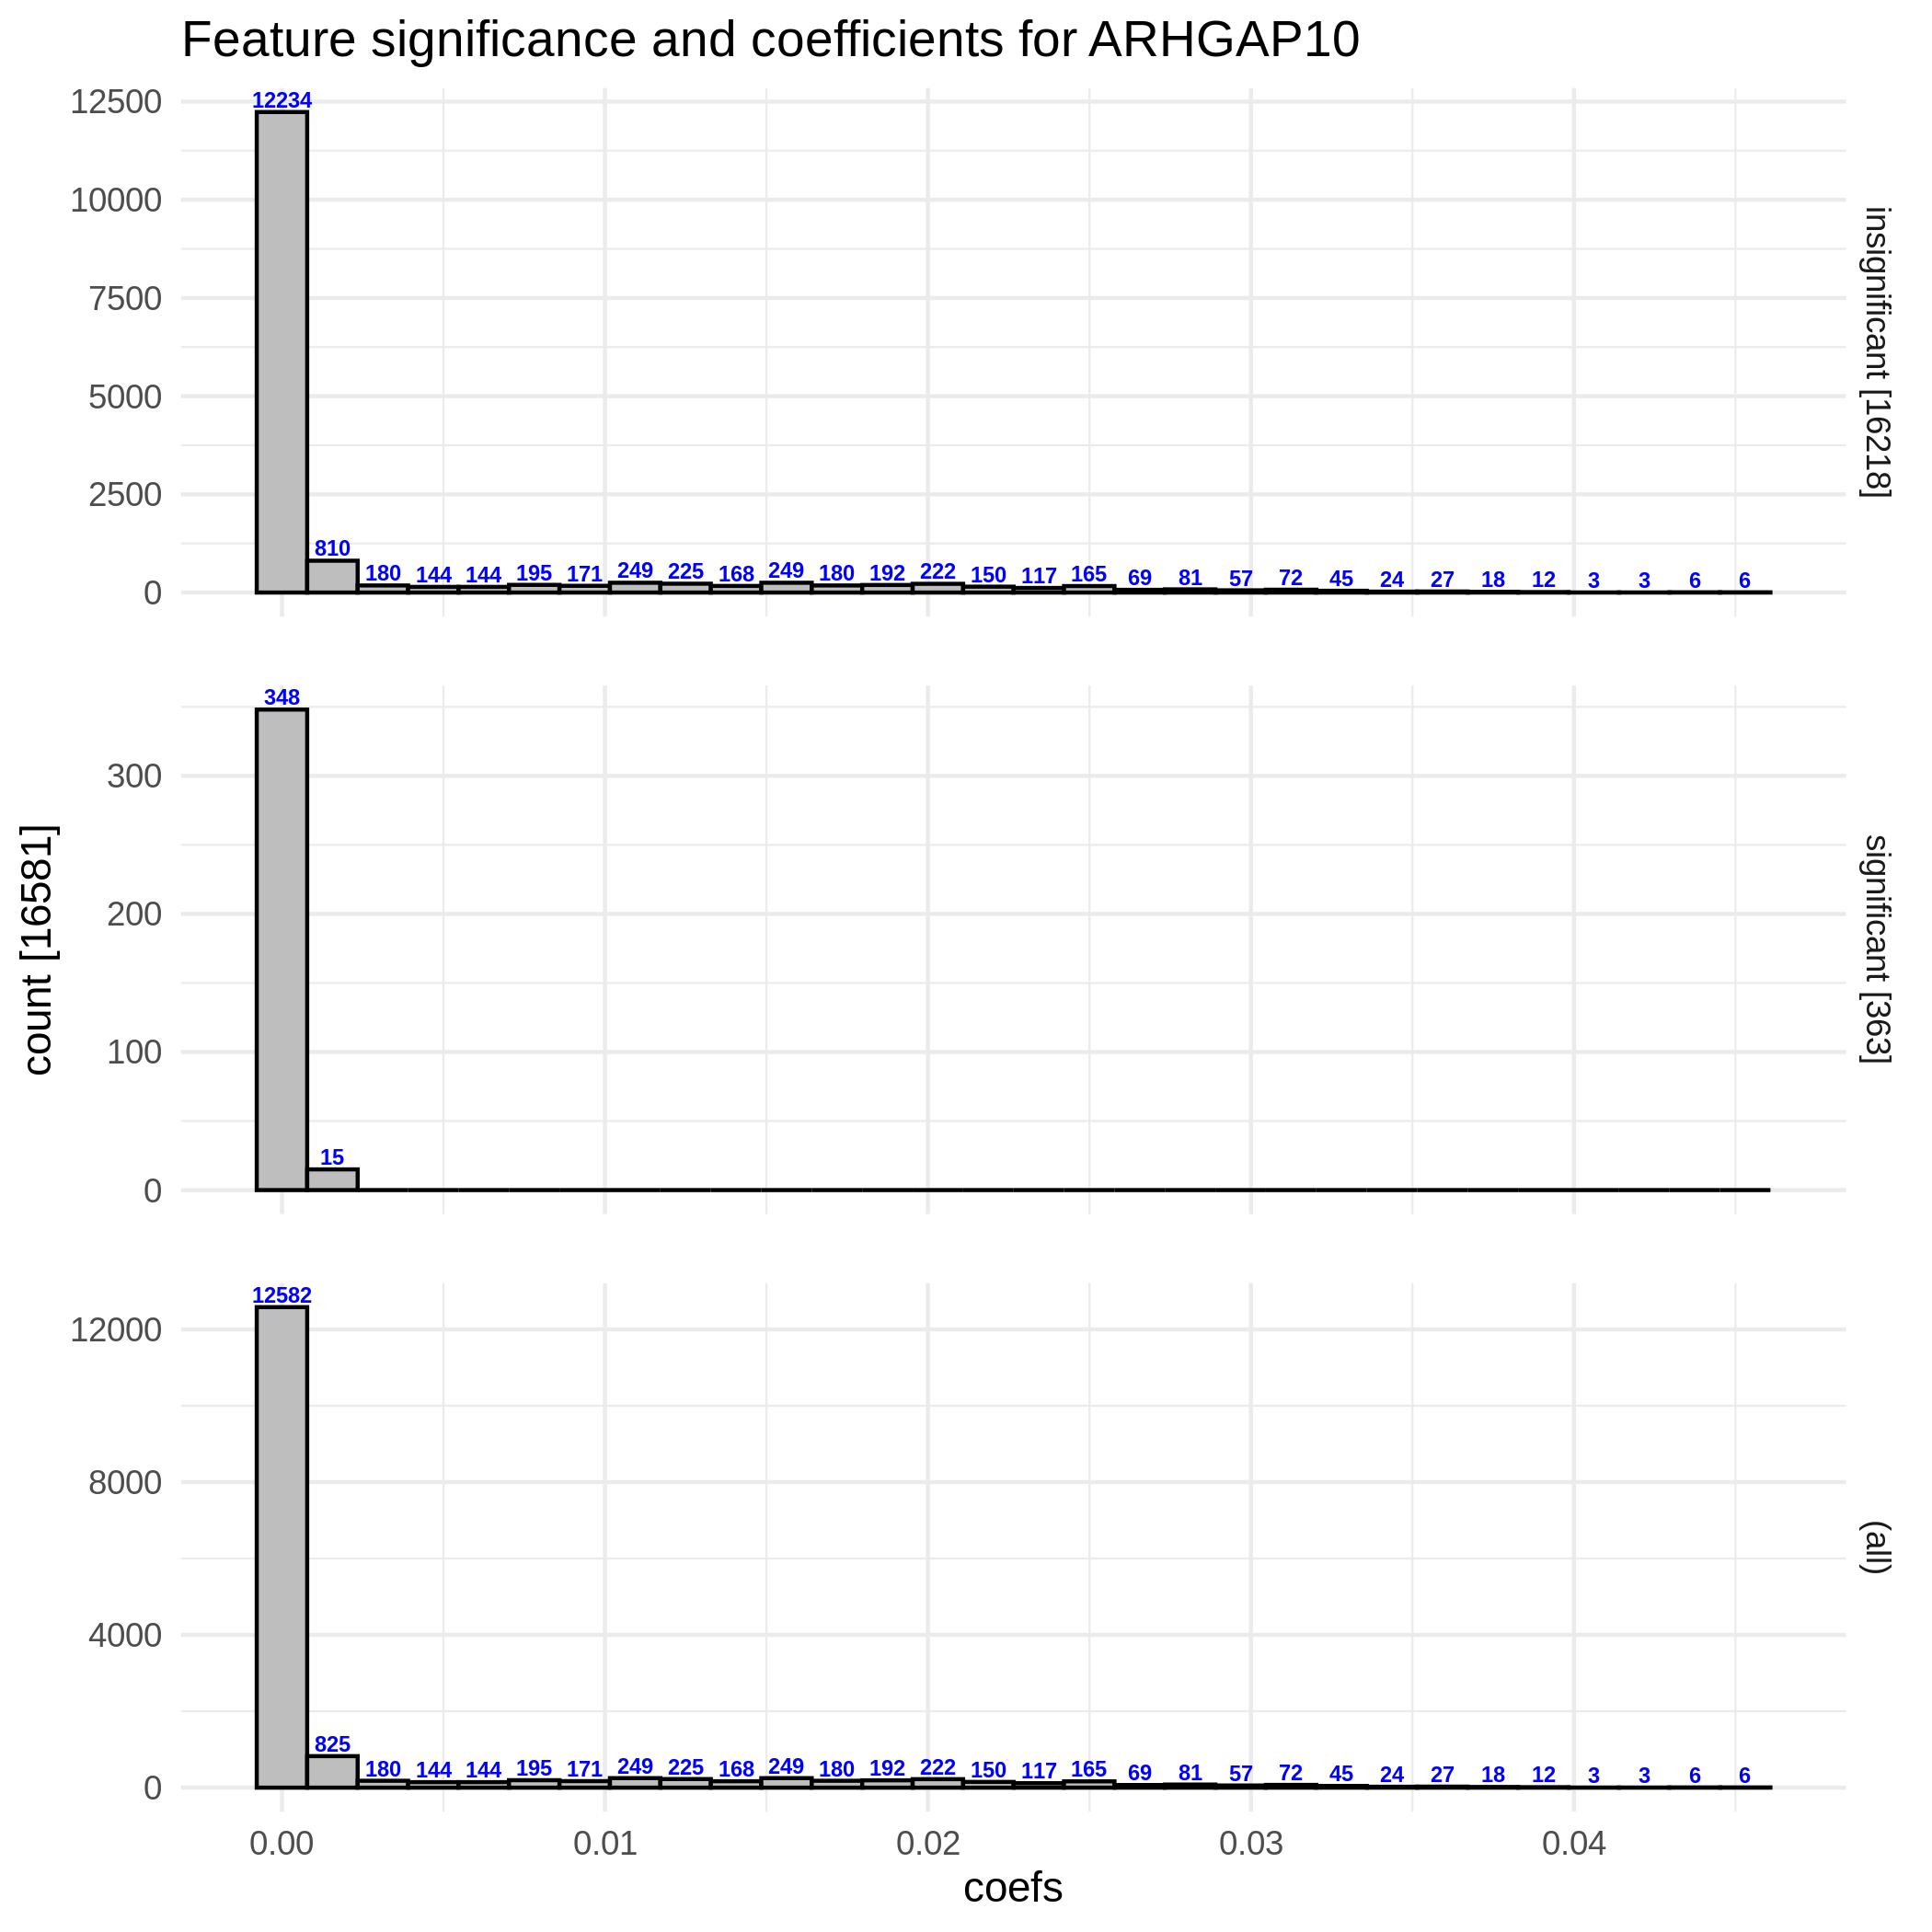 Feature significance and coefficients for ARHGAP10
count [16581]
12500
10000
7500
5000
2500
0
12234
810
180 144 144 195 171 249 225 168 249 180 192 222 150 117 165 69 81 57 72 45 24 27 18 12 3 3 6 6
insignificant [16218]
300
200
100
0
348
15
significant [363]
12000
8000
4000
0
12582
825
180 144 144 195 171 249 225 168 249 180 192 222 150 117 165 69 81 57 72 45 24 27 18 12 3 3 6 6
(all)
0.00 0.01 0.02 0.03 0.04
coefs